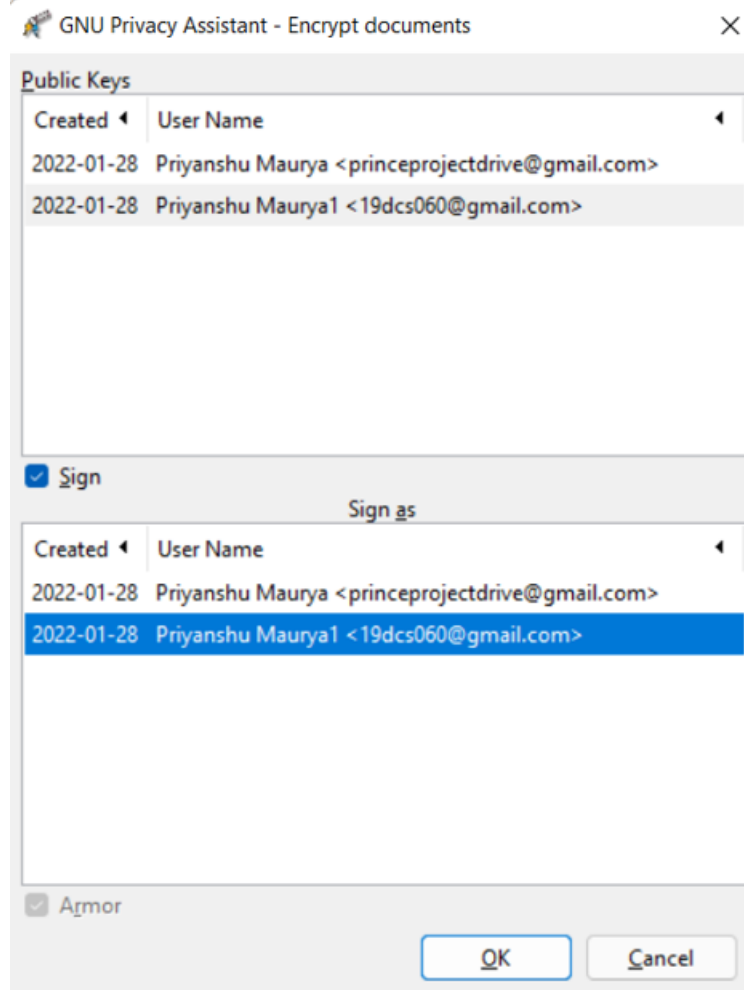 GNU Privacy Assistant - Encrypt documents
Public Keys
Created User Name
2022-01-28 Priyanshu Maurya <princeprojectdrive@gmail.com>
2022-01-28 Priyanshu Maurya1 <19dcs060@gmail.com>
Sign
Sign as
Created User Name
2022-01-28 Priyanshu Maurya <princeprojectdrive@gmail.com>
2022-01-28 Priyanshu Maurya1 <19dcs060@gmail.com>
Armor
OK Cancel